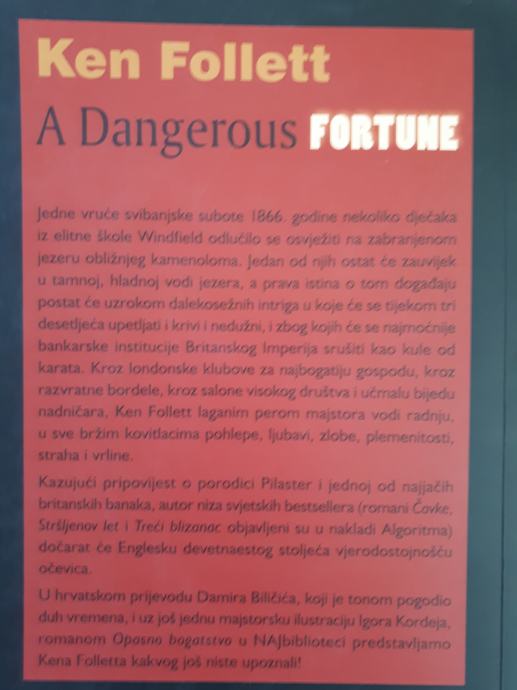 Ken Follett
A Dangerous FORTUNE
Jedne vruće svibanjske subote 1866. godine nekoliko dječaka
iz elitne škole Windfield odlučilo se osvježiti na zabranjenom
jezeru obližnjeg kamenoloma. Jedan od njih ostat će zauvijek
u tamnoj, hladnoj vodi jezera, a prava istina o tom događaju
postat će uzrokom dalekosežnih intriga u koje će se tijekom tri
desetljeća upetljati i krivi i nedužni, i zbog kojih će se najmoćnije
bankarske institucije Britanskog Imperija srušiti kao kule od
karata. Kroz londonske klubove za najbogatiju gospodu, kroz
razvratne bordele, kroz salone visokog društva i učmalu bijedu
nadničara, Ken Follett laganim perom majstora vodi radnju,
u sve bržim kovitlacima pohlepe, ljubavi, zlobe, plemenitosti,
straha i vrline.
Kazujući pripovijest o porodici Pilaster i jednoj od najjačih
britanskih banaka, autor niza svjetskih bestsellera (romani Čavke,
Stršljenov let i Treći blizanac objavljeni su u nakladi Algoritma)
dočarat će Englesku devetnaestog stoljeća vjerodostojnošću
očevica.
U hrvatskom prijevodu Damira Biličića, koji je tonom pogodio
duh vremena, i uz još jednu majstorsku ilustraciju Igora Kordeja,
romanom Opasno bogatstvo u NAJbiblioteci predstavljamo
Kena Folletta kakvog još niste upoznali!